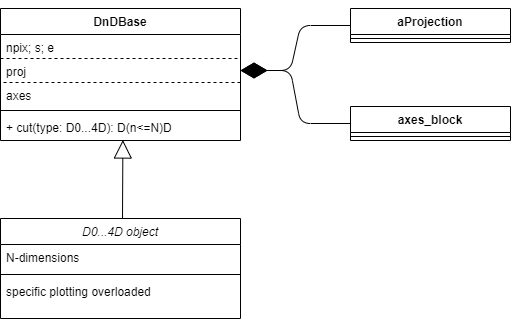 DnDBase
npix; s; e
proj
axes
+ cut(type: D0...4D): D(n<=N)D
aProjection
axes_block
D0...4D object
N-dimensions
specific plotting overloaded